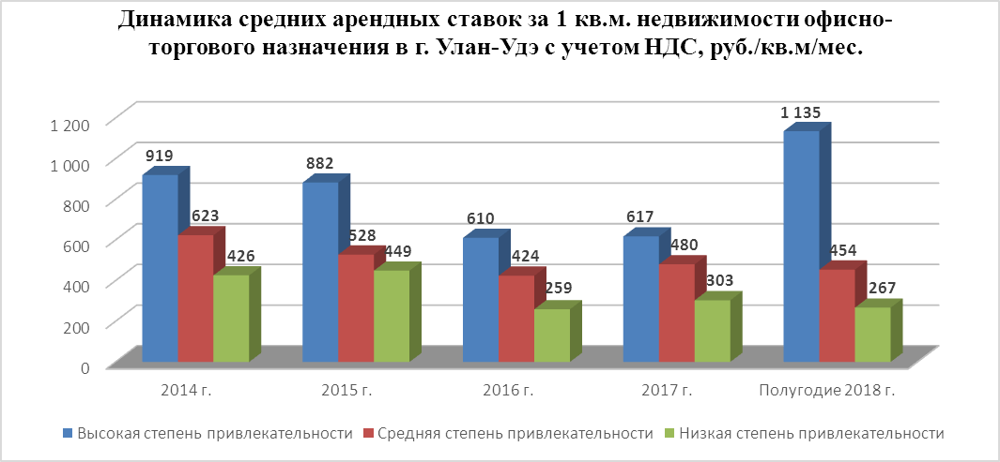 Динамика средних арендных ставок за 1 кв.м. недвижимости офисно-
торгового назначения в г. Улан-Удэ с учетом НДС, руб./кв.м/мес.
1 200
1 000
800
600
400
200
0
919
623
426
882
528
449
610
424
259
617
480
303
1 135
454
267
2014 г.
2015 г.
2016 г.
2017 г.
Полугодие 2018 г.
Высокая степень привлекательности
Средняя степень привлекательности
Низкая степень привлекательности